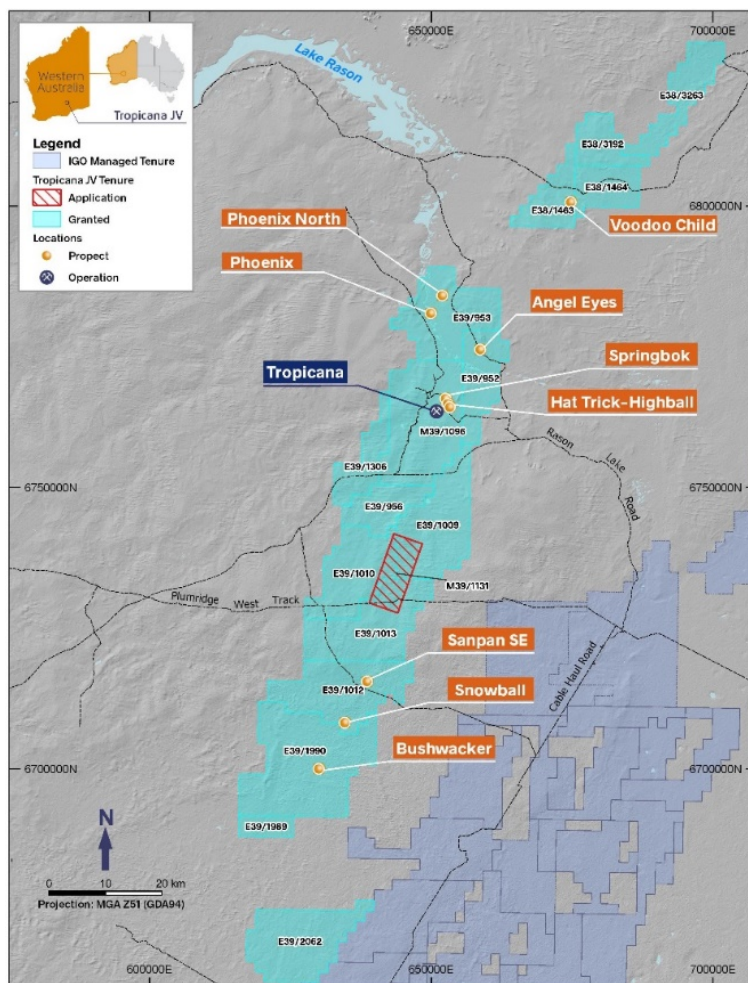 650000E
700000E
Western
Australia
Tropicana JV
Legend
IGO Managed Tenure
Tropicana JV Tenure
Application
Granted
Locations
Propect
Operation
Lake Rason
E38/3263
E38/3192
E38/1464
E38/1463
6800000N
6800000N
Voodoo Child
Phoenix North
Phoenix
E39/953
Angel Eyes
E39/952
Springbok
Tropicana
Hat Trick-Highball
M39/1096
Rason Lake Road
E39/1306
6750000N
6750000N
E39/956
E39/1009
E39/1010
M39/1131
Plumridge West Track
E39/1013
Cable Haul Road
Sanpan SE
E39/1012
Snowball
E39/1990
Bushwacker
6700000N
6700000N
E39/1989
N
0 10 20 km
Projection: MGA Z51 (GDA94)
E39/2062
600000E
650000E
700000E